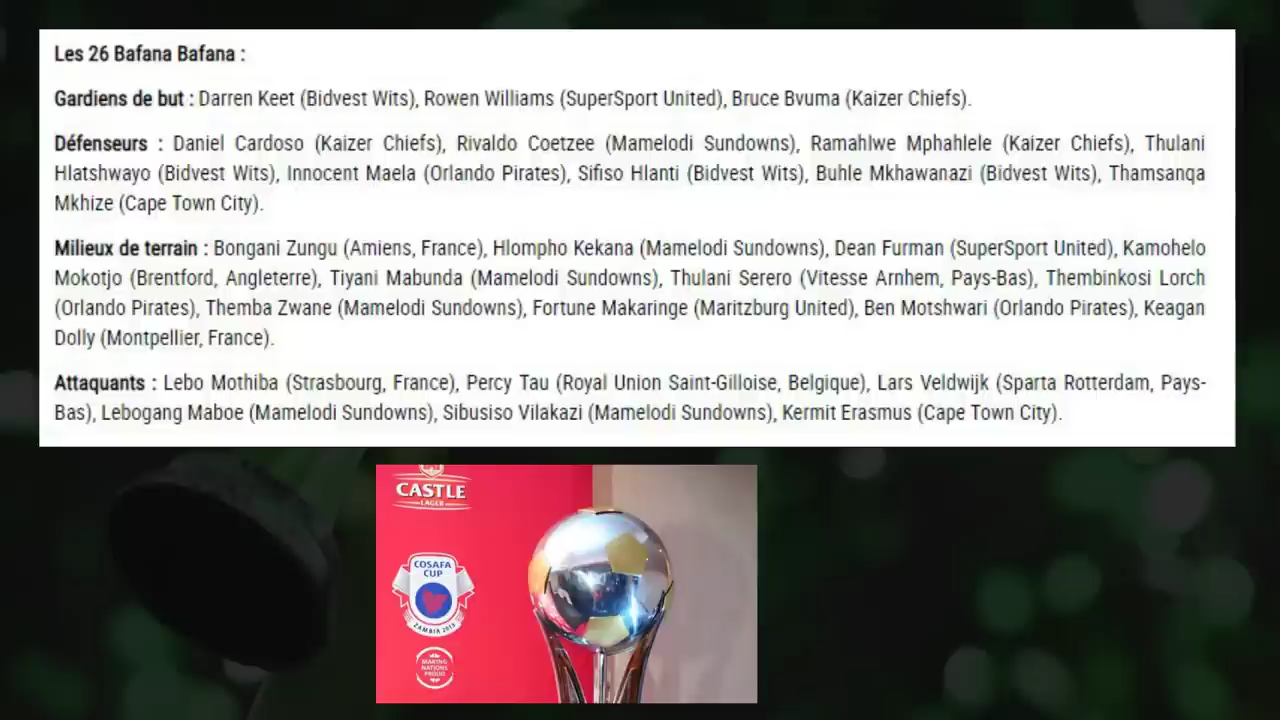 Les 26 Bafana Bafana :
Gardiens de but : Darren Keet (Bidvest Wits), Rowen Williams (SuperSport United), Bruce Bvuma (Kaizer Chiefs).
Défenseurs : Daniel Cardoso (Kaizer Chiefs), Rivaldo Coetzee (Mamelodi Sundowns), Ramahlwe Mphahlele (Kaizer Chiefs), Thulani
Hlatshwayo (Bidvest Wits), Innocent Maela (Orlando Pirates), Sifiso Hlanti (Bidvest Wits), Buhle Mkhawanazi (Bidvest Wits), Thamsanqa
Mkhize (Cape Town City).
Milieux de terrain : Bongani Zungu (Amiens, France), Hlompho Kekana (Mamelodi Sundowns), Dean Furman (SuperSport United), Kamohelo
Mokotjo (Brentford, Angleterre), Tiyani Mabunda (Mamelodi Sundowns), Thulani Serero (Vitesse Arnhem, Pays-Bas), Thembinkosi Lorch
(Orlando Pirates), Themba Zwane (Mamelodi Sundowns), Fortune Makaringe (Maritzburg United), Ben Motshwari (Orlando Pirates), Keagan
Dolly (Montpellier, France).
Attaquants : Lebo Mothiba (Strasbourg, France), Percy Tau (Royal Union Saint-Gilloise, Belgique), Lars Veldwijk (Sparta Rotterdam, Pays-
Bas), Lebogang Maboe (Mamelodi Sundowns), Sibusiso Vilakazi (Mamelodi Sundowns), Kermit Erasmus (Cape Town City).
CASTLE
LAGER
COSAFA
CUP
ZAMBIA 2013
MAKING
NATIONS
PROUD